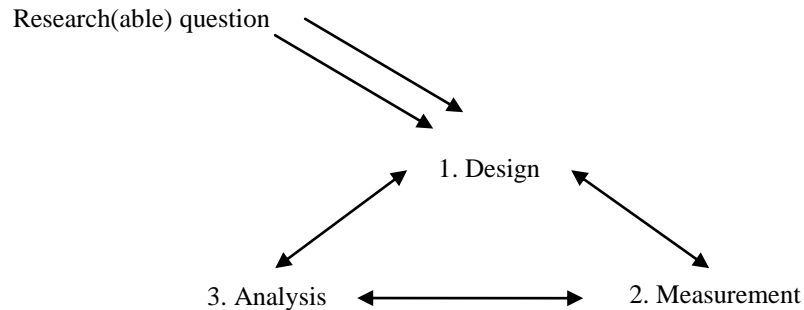 Research(able) question
1. Design
3. Analysis
2. Measurement